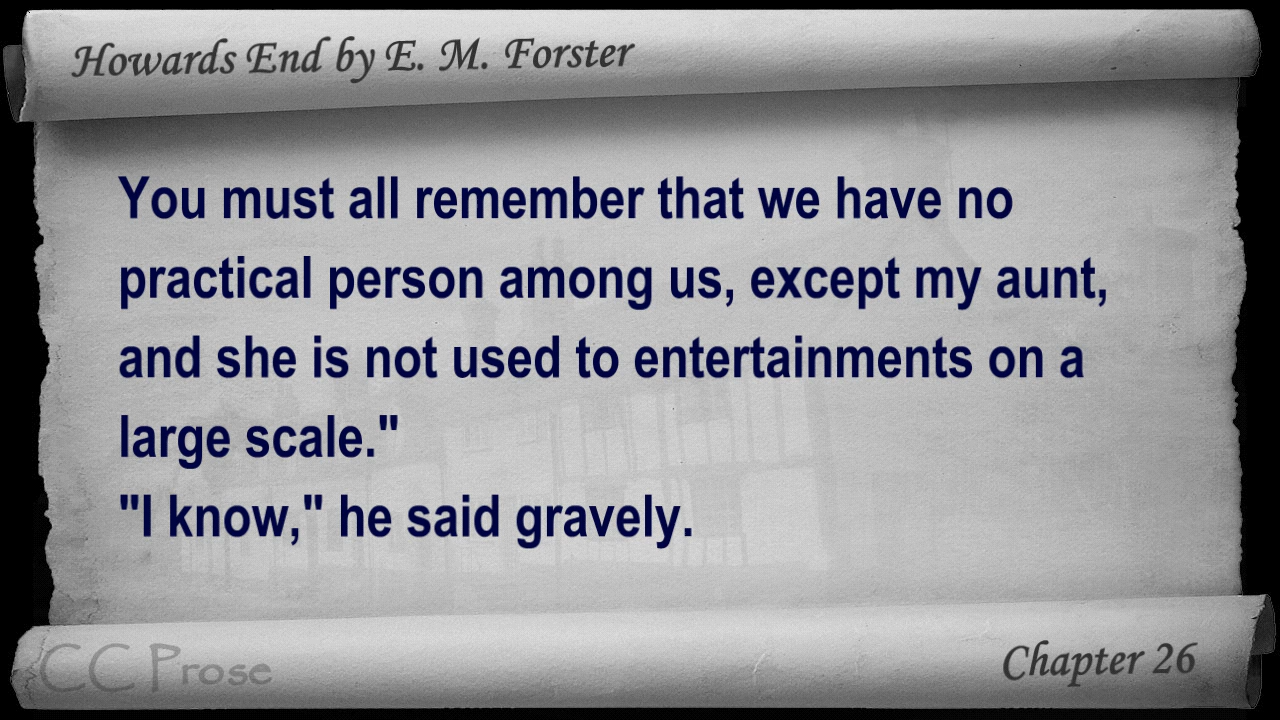 Howards End by E. M. Forster
You must all remember that we have no
practical person among us, except my aunt,
and she is not used to entertainments on a
large scale."
"I know," he said gravely.
CC Prose
Chapter 26